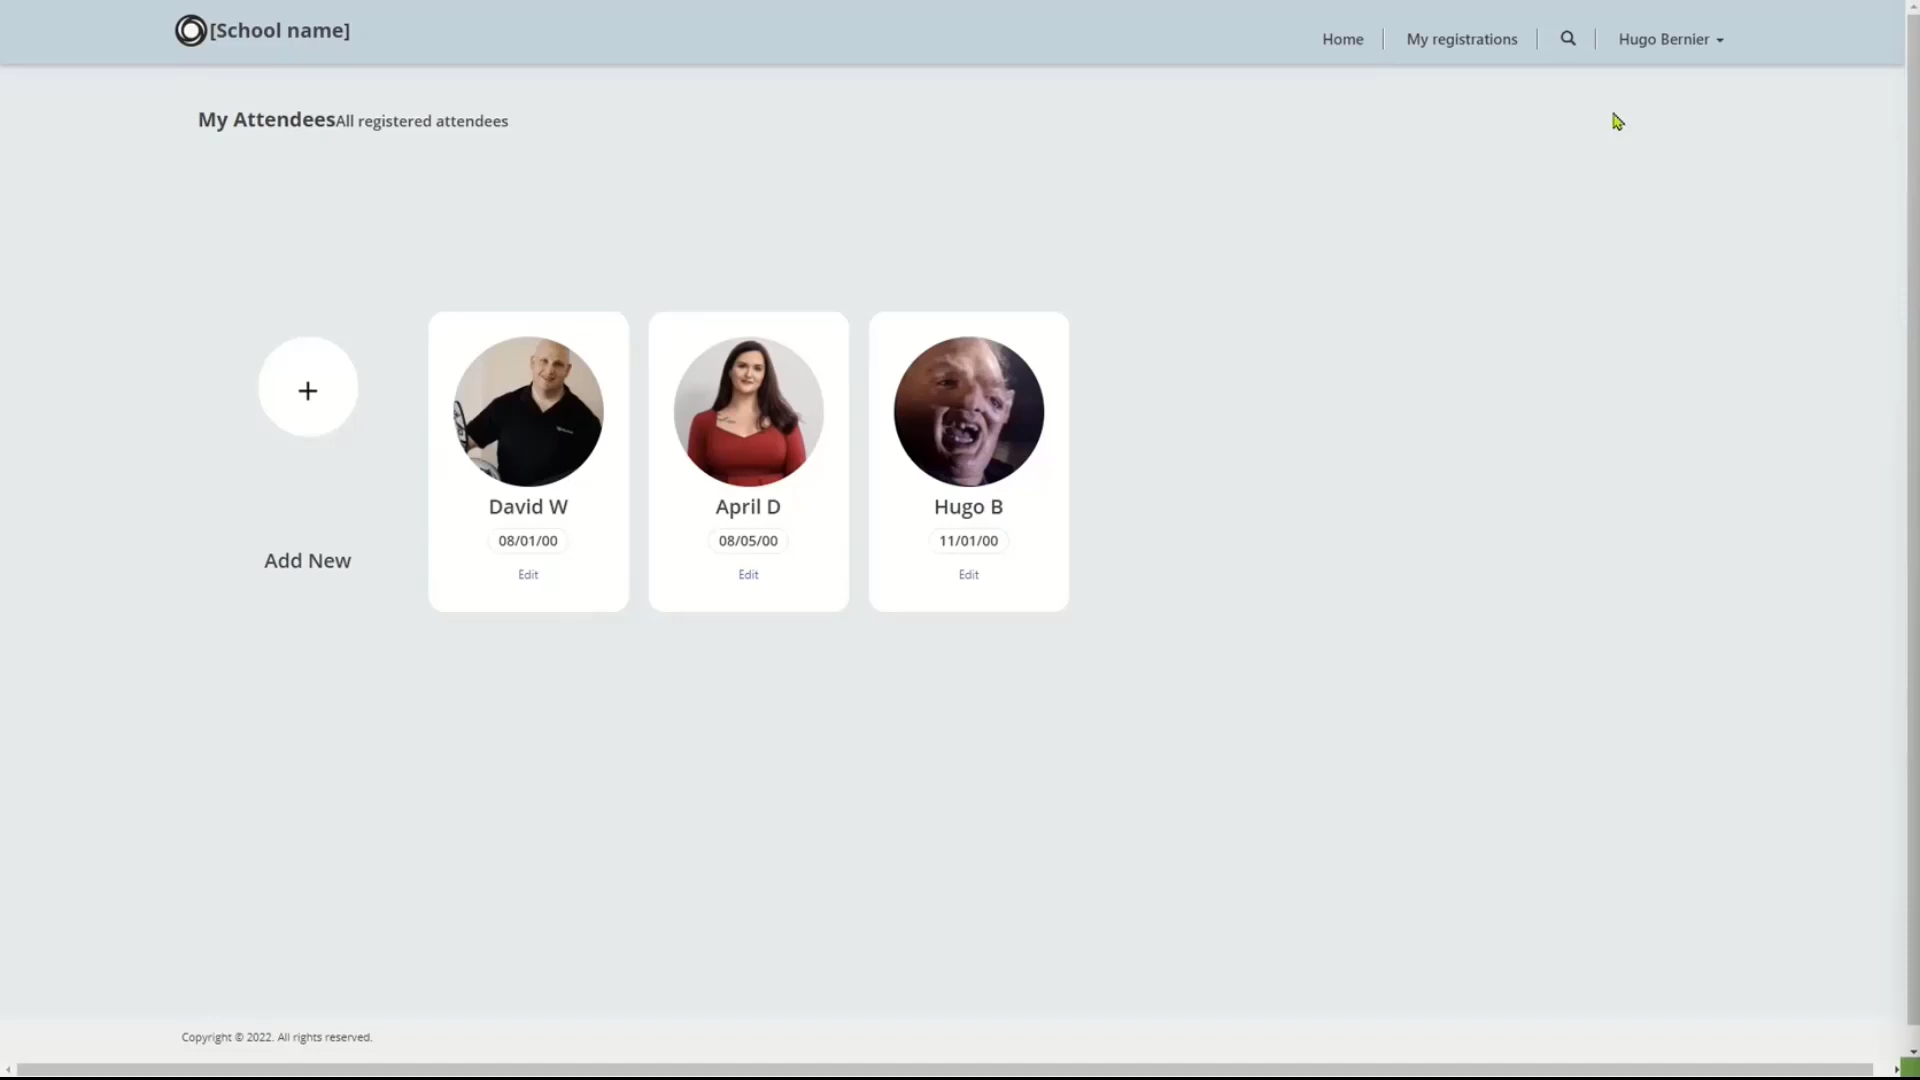 [School name]
Home
My registrations
Hugo Bernier
My Attendees All registered attendees
+
Add New
David W
08/01/00
Edit
April D
08/05/00
Edit
Hugo B
11/01/00
Edit
Copyright © 2022. All rights reserved.